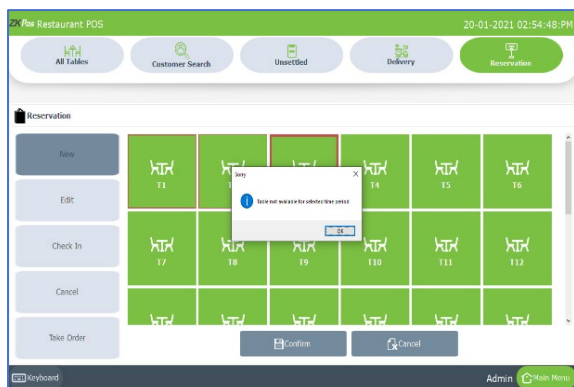 ZKPos Restaurant POS
20-01-2021 02:54:48:PM
All Tables
Customer Search
Unsettled
Delivery
Reservation
Reservation
New
Edit
Check In
Cancel
Take Order
T1
T4
T5
T6
Sorry
X
Table not available for selected time period
OK
T7
T8
T9
T10
T11
T12
Confirm
Cancel
Keyboard
Admin
Main Menu